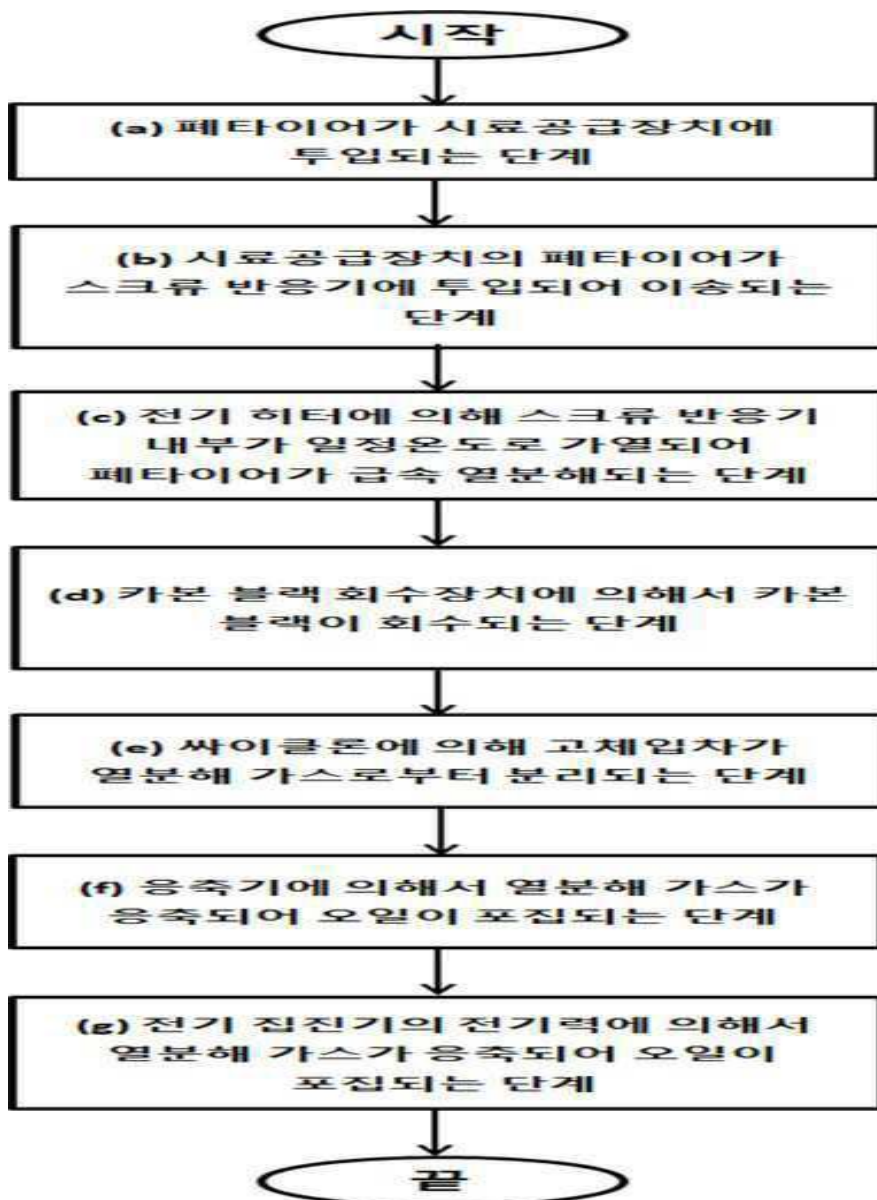 시작
(a) 폐타이어가 시료공급장치에
투입되는 단계
(b) 시료공급장치의 폐타이어가
스크류 반응기에 투입되어 이송되는
단계
(c) 전기 히터에 의해 스크류 반응기
내부가 일정온도로 가열되어
폐타이어가 급속 열분해되는 단계
(d) 카본 블랙 회수장치에 의해서 카본
블랙이 회수되는 단계
(e) 싸이클론에 의해 고체입자가
열분해 가스로부터 분리되는 단계
(f) 응축기에 의해서 열분해 가스가
응축되어 오일이 포집되는 단계
(g) 전기 집진기의 전기력에 의해서
열분해 가스가 응축되어 오일이
포집되는 단계
끝